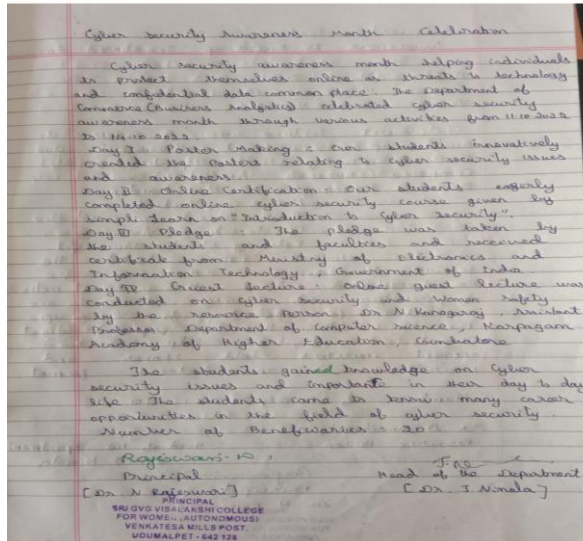 Cyber security awareness month Celebration
Cyber security awareness month helping individuals
to protect themselves online as threats to technology
and confidential data common place. The Department of
Commerce (Business Analytics) celebrated cyber security
awareness month through various activities from 11.10.2022
to 14.10.2022.
Day I Poster Making : Our students innovatively
created the Posters relating to cyber security issues
and awareness.
Day II Online Certification : Our students eagerly
completed online cyber security course given by
Simpli Learn on "Introduction to Cyber Security".
Day III Pledge : The pledge was taken by
the students and faculties and received
certificate from Ministry of Electronics and
Information Technology, Government of India
Day IV Guest Lecture : Online guest lecture was
conducted on cyber security and Women Safety
by the resource person Dr N Kanagaraj, Assistant
Professor, Department of Computer Science, Karpagam
Academy of Higher Education, Coimbatore
The students gained knowledge on Cyber
security issues and importante in their day to day
life. The students came to know many career
opportunities in the field of cyber security.
Number of Beneficiaries : 20
Rajeswari. N.
Principal Head of the Department
[Dr N Rajeswari] [Dr. J. Nimala]
PRINCIPAL
SRI GVG VISALAKSHI COLLEGE
FOR WOMEN, (AUTONOMOUS)
VENKATESA MILLS POST,
UDUMALPET - 642 128